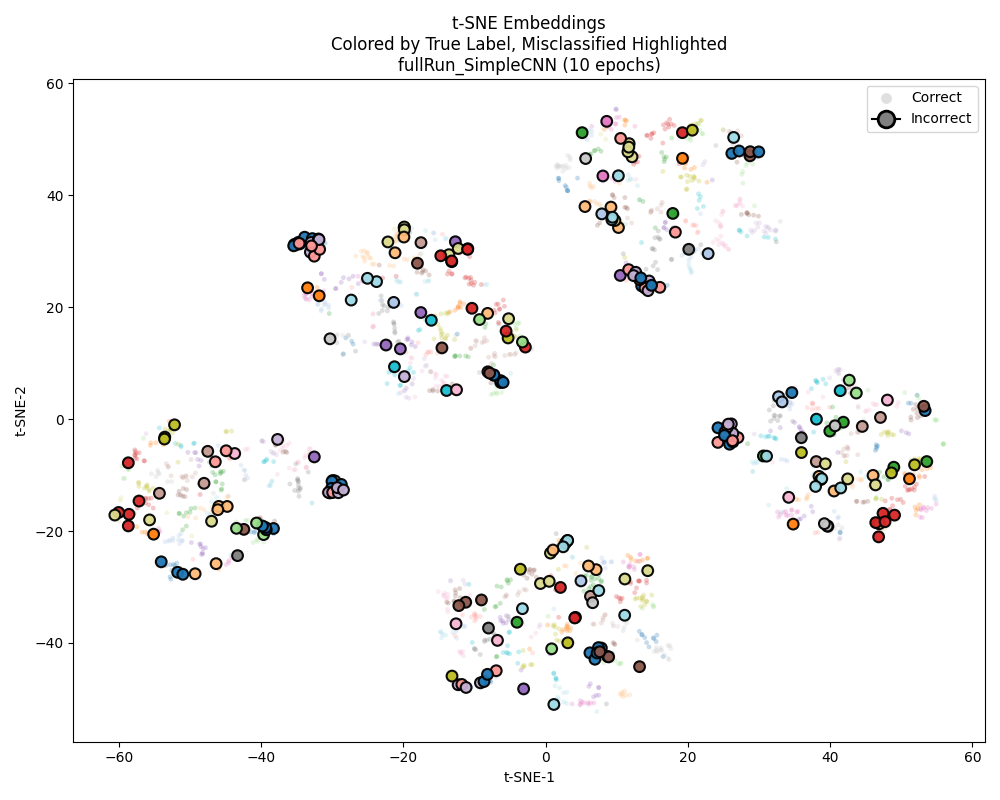 t-SNE Embeddings
Colored by True Label, Misclassified Highlighted
fullRun_SimpleCNN (10 epochs)
Correct
Incorrect
60
40
20
0
−20
−40
t-SNE-2
−60
−40
−20
0
20
40
60
t-SNE-1